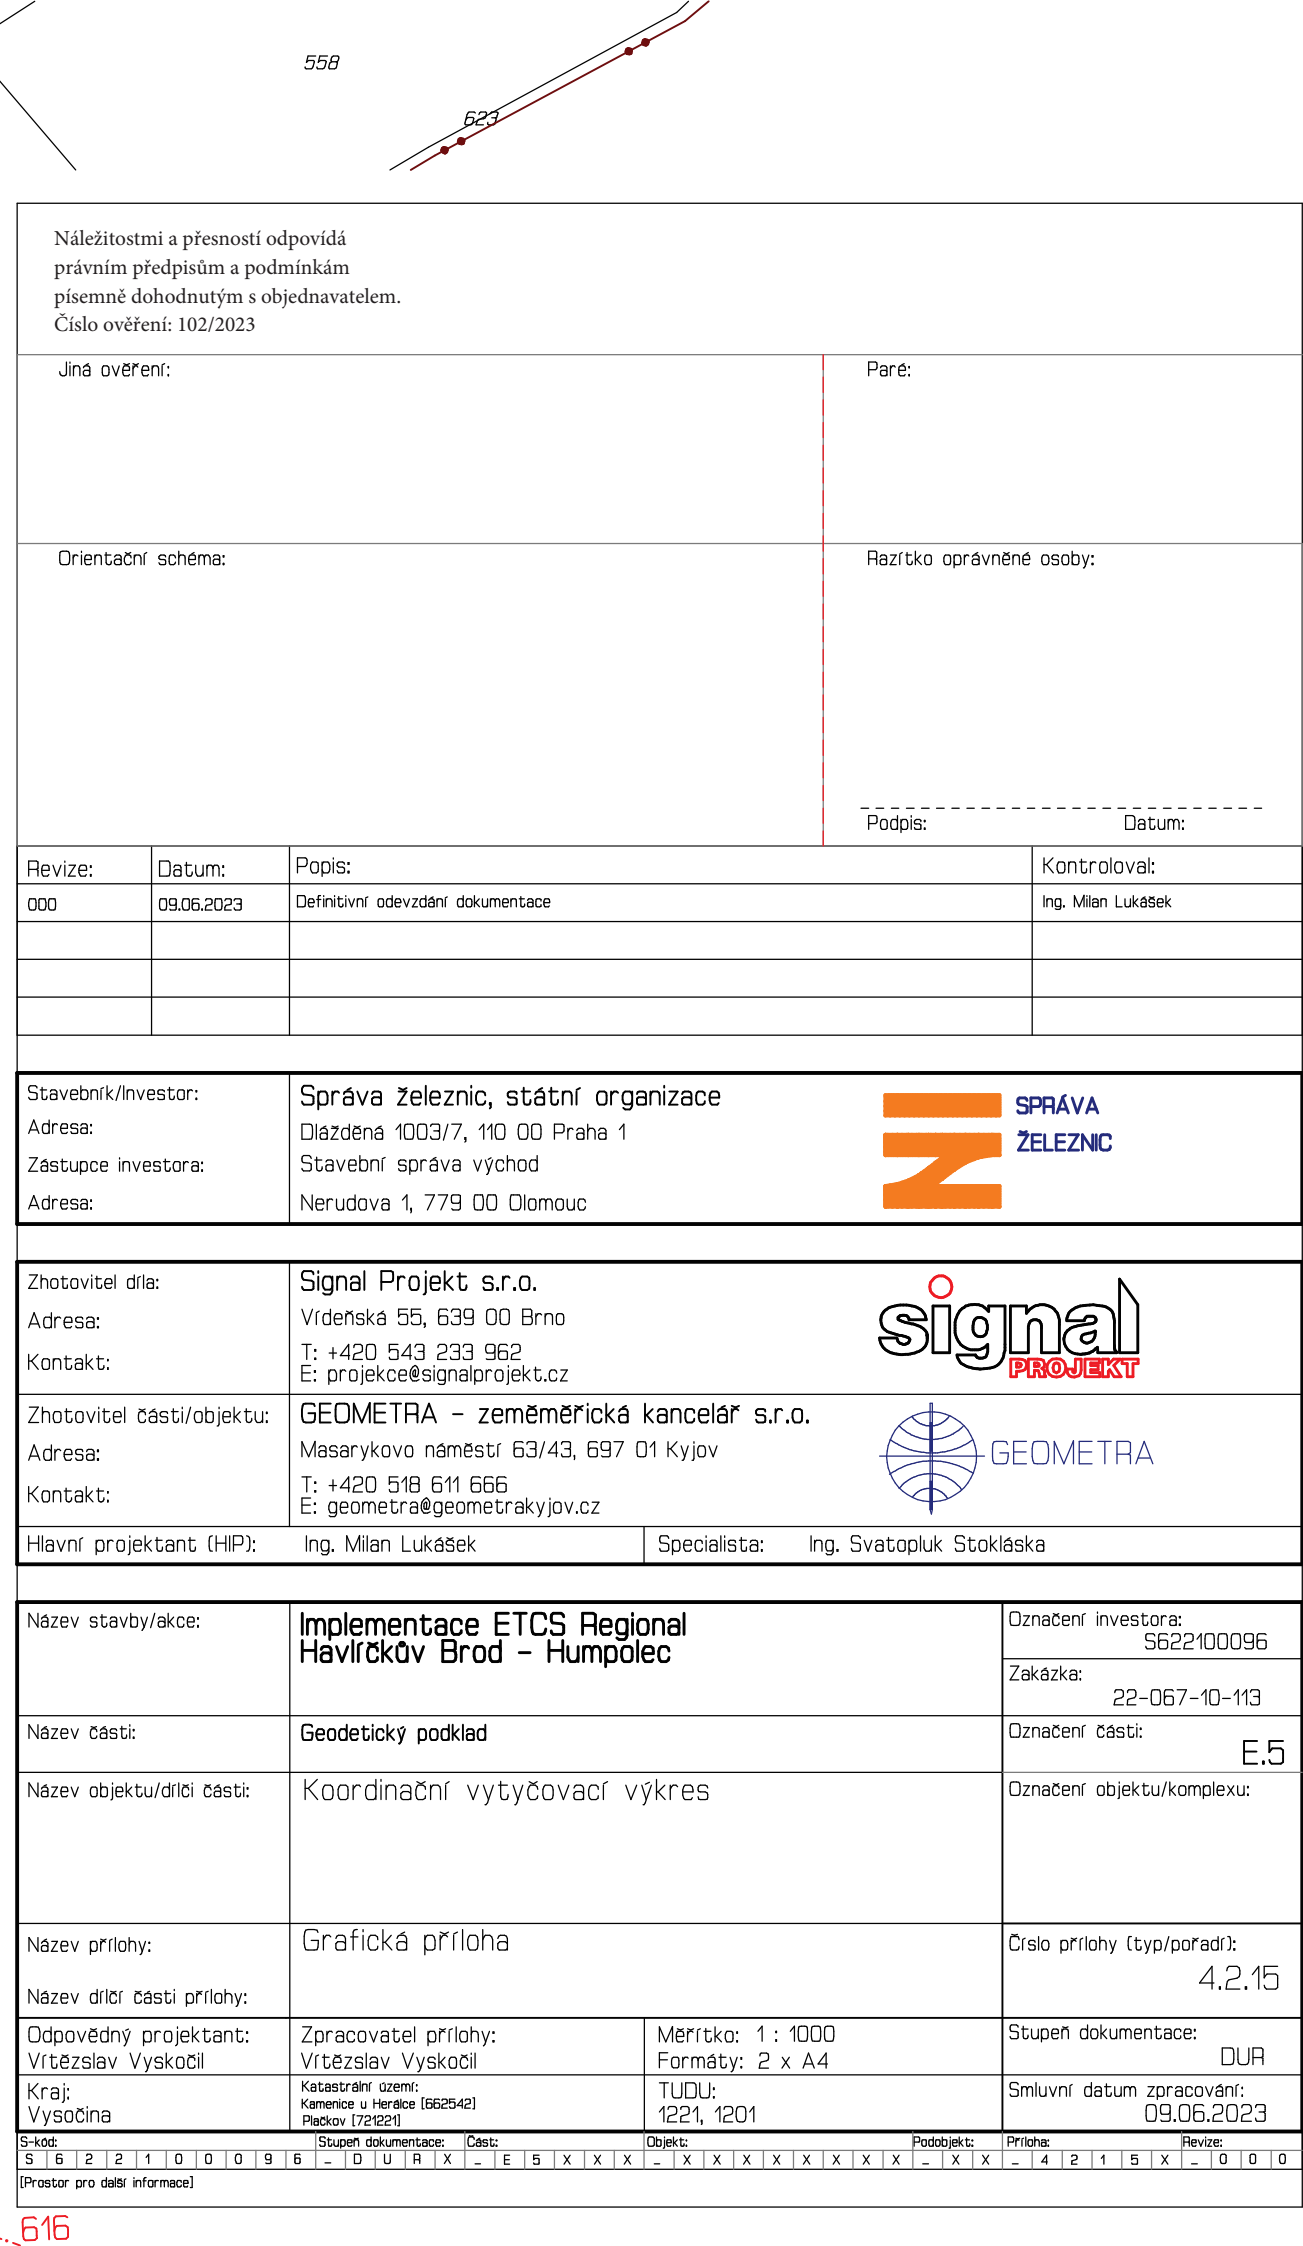 558
623
Náležitostmi a přesností odpovídá
právním předpisům a podmínkám
písemně dohodnutým s objednavatelem.
Číslo ověření: 102/2023
Jiná ověření:
Paré:
Orientační schéma:
Razítko oprávněné osoby:
Podpis: Datum:
Revize: Datum: Popis: Kontroloval:
000 09.06.2023 Definitivní odevzdání dokumentace Ing. Milan Lukášek
Stavebník/Investor: Správa železnic, státní organizace
Adresa: Dlážděná 1003/7, 110 00 Praha 1
Zástupce investora: Stavební správa východ
Adresa: Nerudova 1, 779 00 Olomouc
SPRÁVA
ŽELEZNIC
Zhotovitel díla: Signal Projekt s.r.o.
Adresa: Vídeňská 55, 639 00 Brno
Kontakt: T: +420 543 233 962
E: projekce@signalprojekt.cz
signal
PROJEKT
Zhotovitel části/objektu: GEOMETRA - zeměměřická kancelář s.r.o.
Adresa: Masarykovo náměstí 63/43, 697 01 Kyjov
Kontakt: T: +420 518 611 666
E: geometra@geometrakyjov.cz
GEOMETRA
Hlavní projektant (HIP): Ing. Milan Lukášek Specialista: Ing. Svatopluk Stokláska
Název stavby/akce: Implementace ETCS Regional
Havlíčkův Brod - Humpolec
Označení investora:
S622100096
Zakázka:
22-067-10-113
Název části: Geodetický podklad
Označení části:
E.5
Název objektu/dílčí části: Koordinační vytyčovací výkres
Označení objektu/komplexu:
Název přílohy: Grafická příloha
Název dílčí části přílohy:
Číslo přílohy (typ/pořadí):
4.2.15
Odpovědný projektant: Zpracovatel přílohy: Měřítko: 1 : 1000
Vítězslav Vyskočil Vítězslav Vyskočil Formáty: 2 x A4
Stupeň dokumentace:
DUR
Kraj:
Vysočina
Katastrální území:
Kamenice u Herálce [662542]
Plačkov [721221]
TUDU:
1221, 1201
Smluvní datum zpracování:
09.06.2023
S-kód: Stupeň dokumentace: Část: Objekt: Podobjekt: Příloha: Revize:
S 6 2 2 1 0 0 0 9 6 _ D U R X _ E 5 X X X _ X X X X X X X X _ X X _ 4 2 1 5 X _ 0 0 0
[Prostor pro další informace]
616